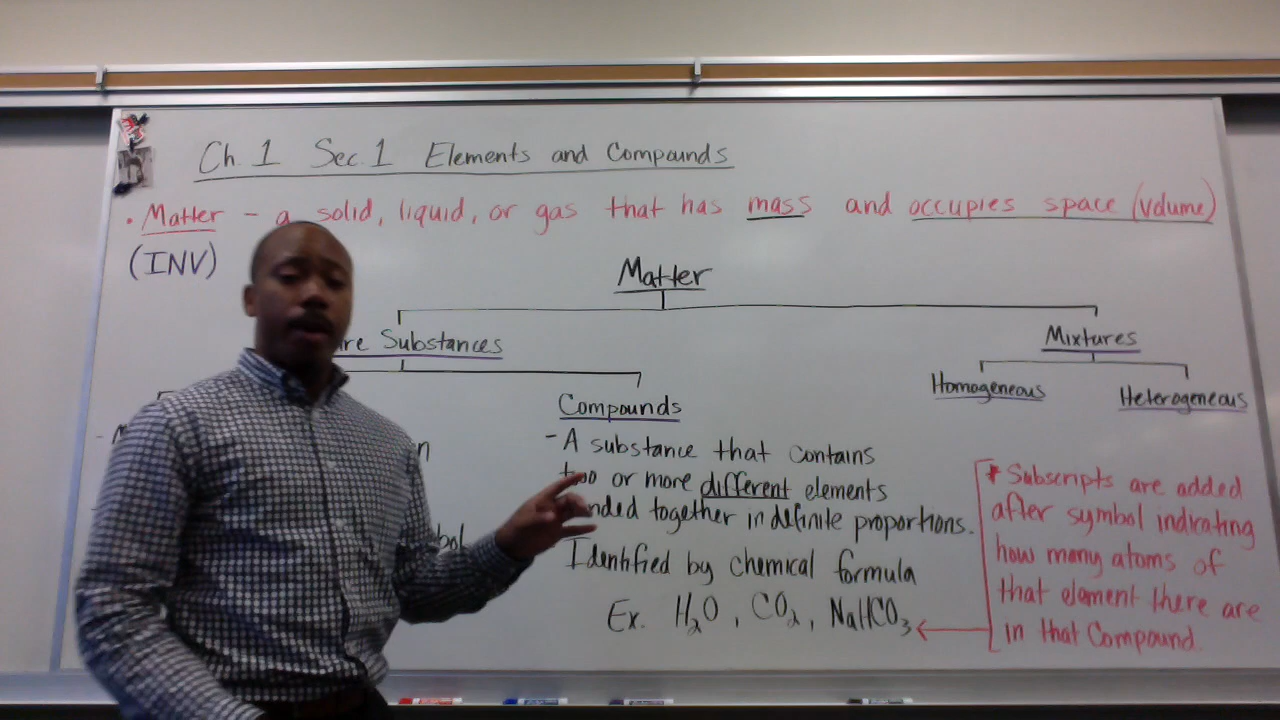 Ch. 1 Sec. 1 Elements and Compounds
• Matter - a solid, liquid, or gas that has mass and occupies space (volume)
(INV)
Matter
Substances
Mixtures
Homogeneous
Heterogeneous
Compounds
- A substance that contains
two or more different elements
together in definite proportions.
Identified by chemical formula
Ex. H₂O, CO₂, NaHCO₃
* Subscripts are added
after symbol indicating
how many atoms of
that element there are
in that Compound.